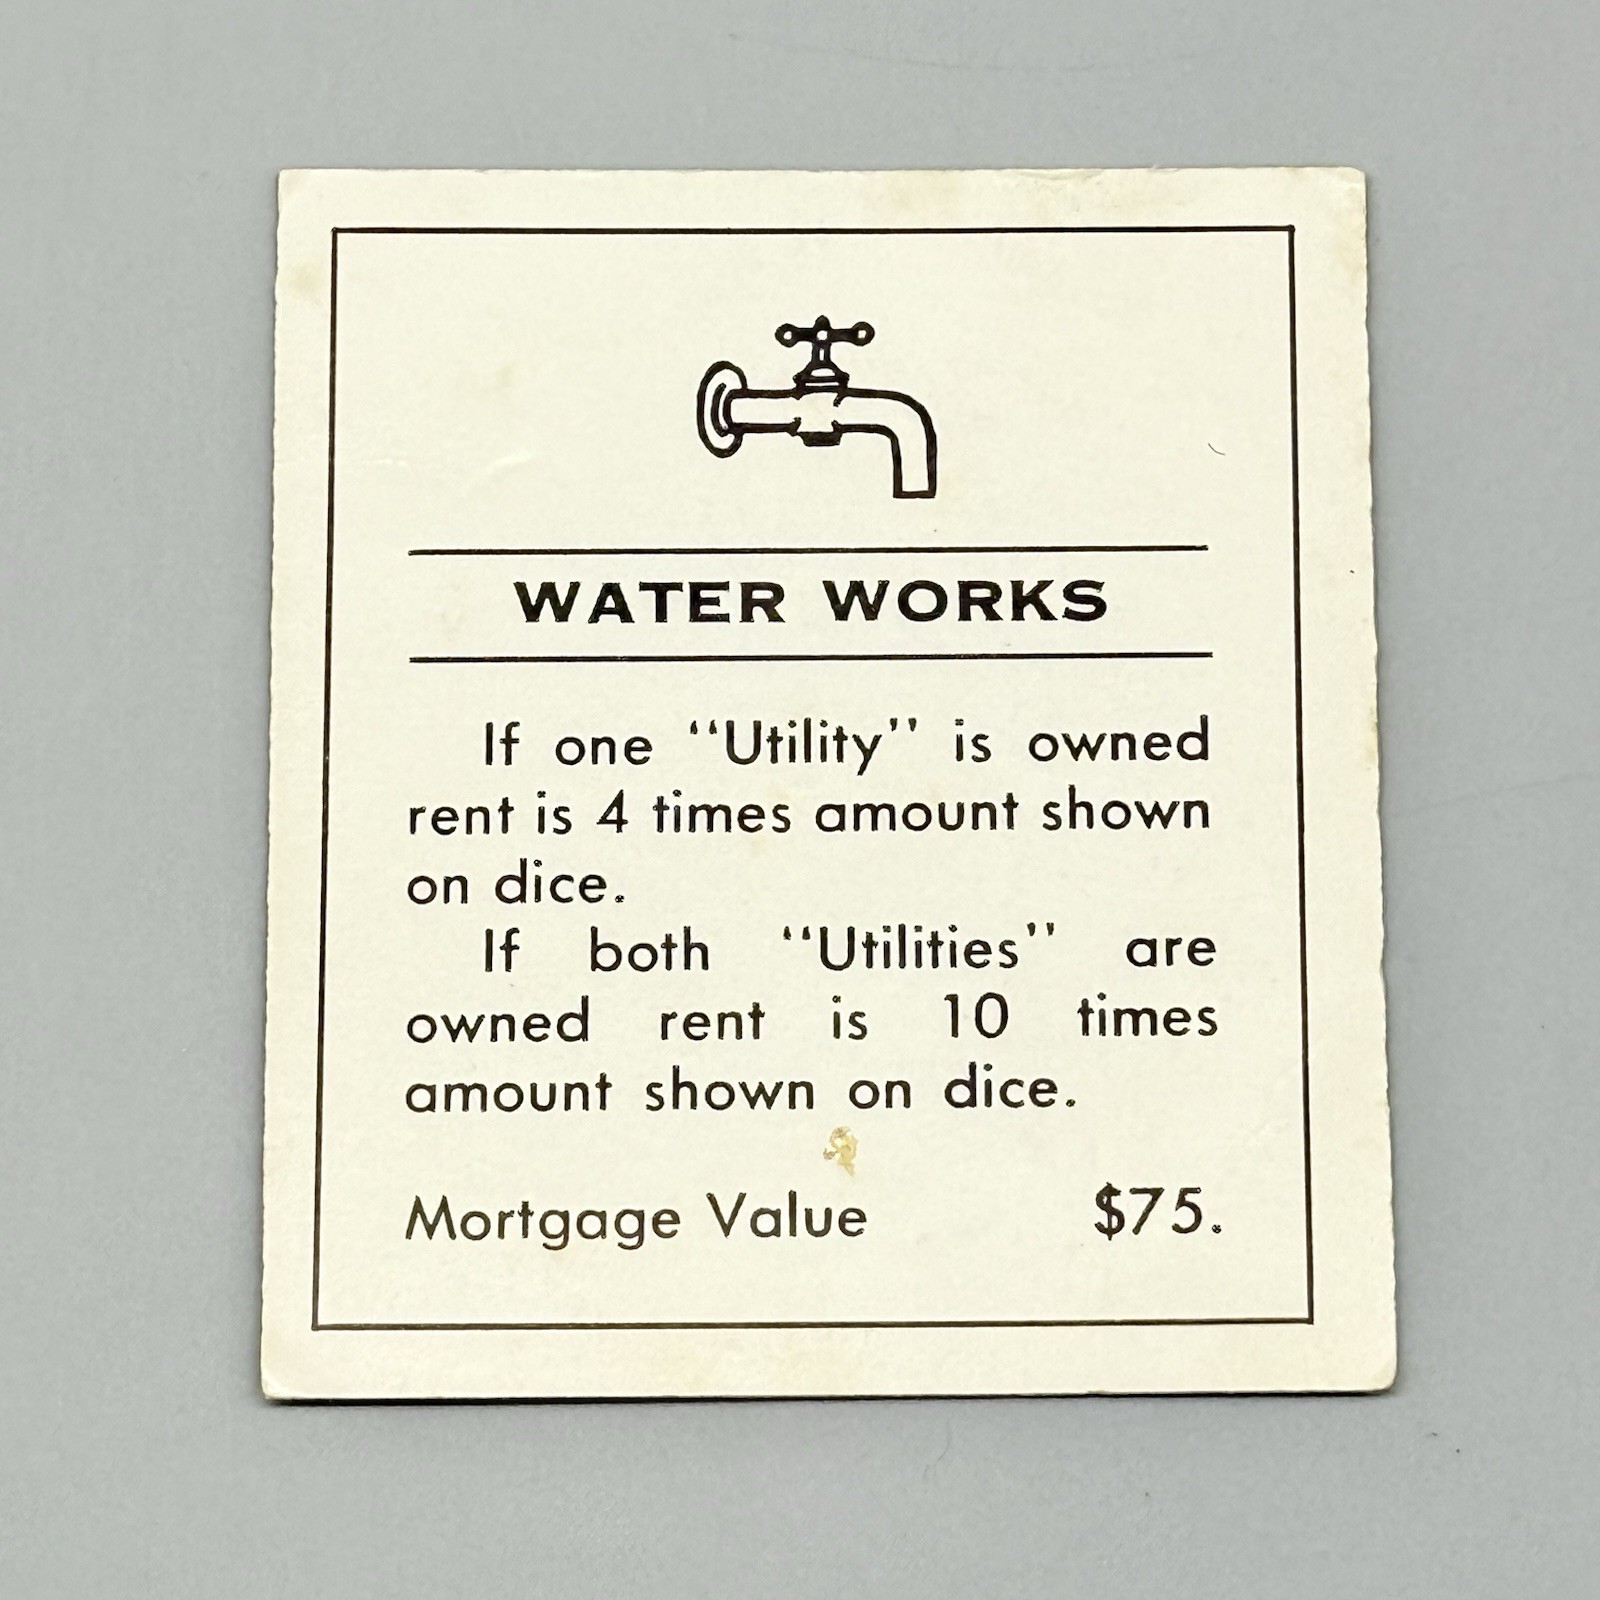 WATER WORKS
If one "Utility" is owned
rent is 4 times amount shown
on dice.
If both "Utilities" are
owned rent is 10 times
amount shown on dice.
Mortgage Value $75.